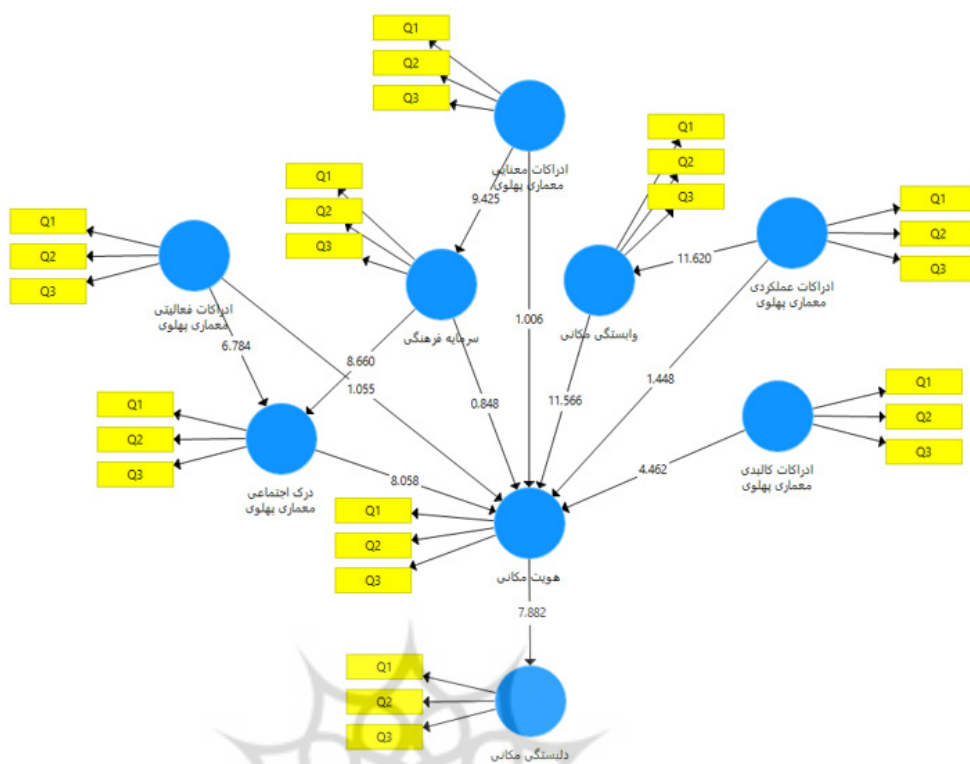 Q1
Q2
Q3
ادراکات معنایی
معماری پهلوی
Q1
Q2
Q3
9.425
Q1
Q2
Q3
سرمایه فرهنگی
Q1
Q2
Q3
ادراکات عملکردی
معماری پهلوی
11.620
وابستگی مکانی
Q1
Q2
Q3
ادراکات فعالیتی
معماری پهلوی
6.784
8.660
1.055
0.848
1.006
11.566
1.448
Q1
Q2
Q3
ادراکات کالبدی
معماری پهلوی
4.462
Q1
Q2
Q3
درک اجتماعی
معماری پهلوی
8.058
Q1
Q2
Q3
هویت مکانی
7.882
Q1
Q2
Q3
دلبستگی مکانی